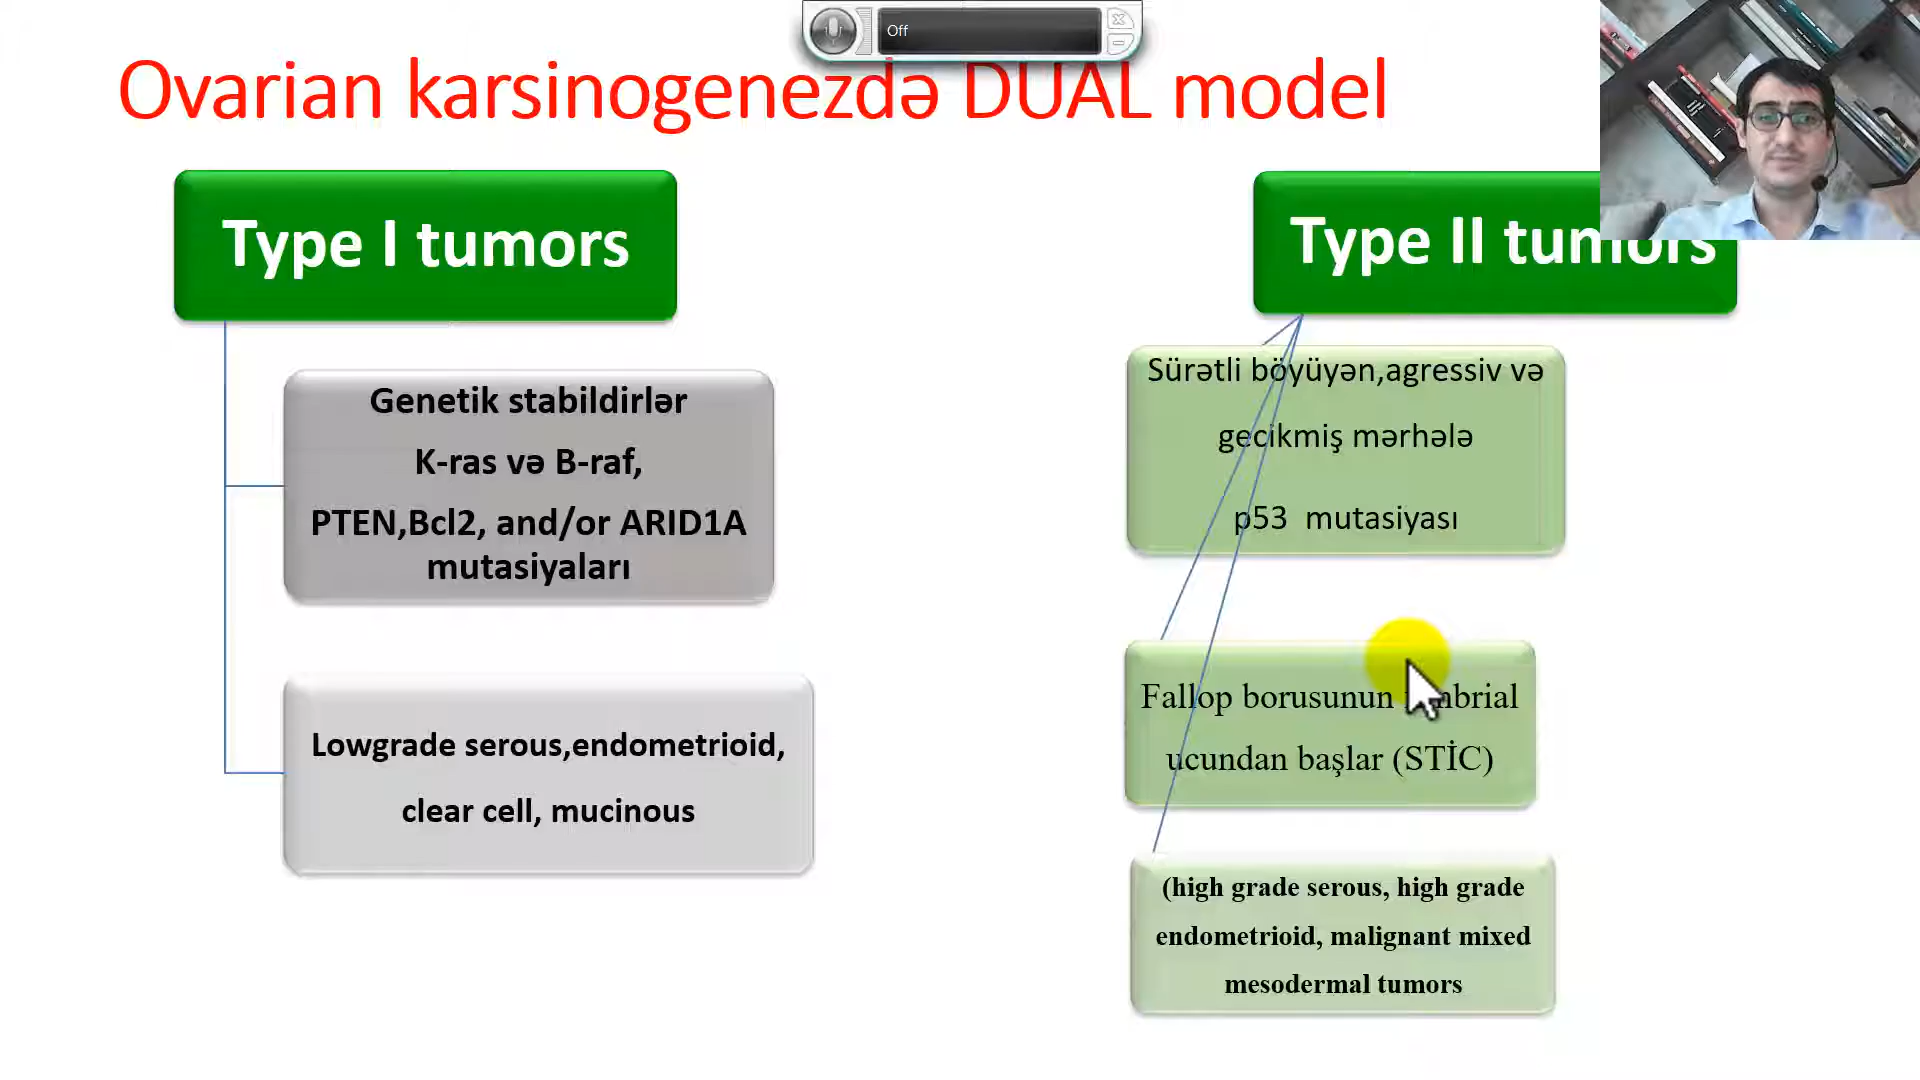 Off
Ovarian karsinogenezdə DUAL model
Type I tumors
Genetik stabildirlər
K-ras və B-raf,
PTEN,Bcl2, and/or ARID1A
mutasiyaları
Lowgrade serous,endometrioid,
clear cell, mucinous
Type II tumors
Sürətli böyüyən,agressiv və
gecikmiş mərhələ
p53 mutasiyası
Fallop borusunun
ucundan başlar (STİC)
(high grade serous, high grade
endometrioid, malignant mixed
mesodermal tumors